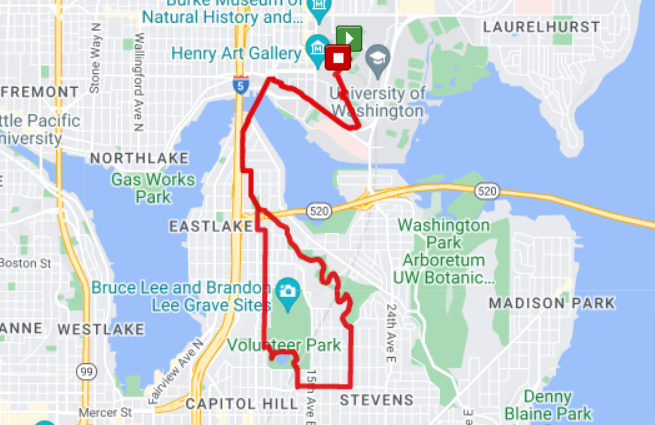 Burke Museum of
Natural History and...
Stone Way N
Wallingford Ave N
Henry Art Gallery
LAURELHURST
5
FREMONT
University of
Washington
ttle Pacific
niversity
NORTHLAKE
Gas Works
Park
520
520
EASTLAKE
Washington
Park
Arboretum
UW Botanic...
Boston St
Bruce Lee and Brandon
Lee Grave Sites
MADISON PARK
ANNE
WESTLAKE
24th Ave E
Volunteer Park
99
Fairview Ave N
15th Ave E
Mercer St
CAPITOL HILL
STEVENS
E
Denny
Blaine Park